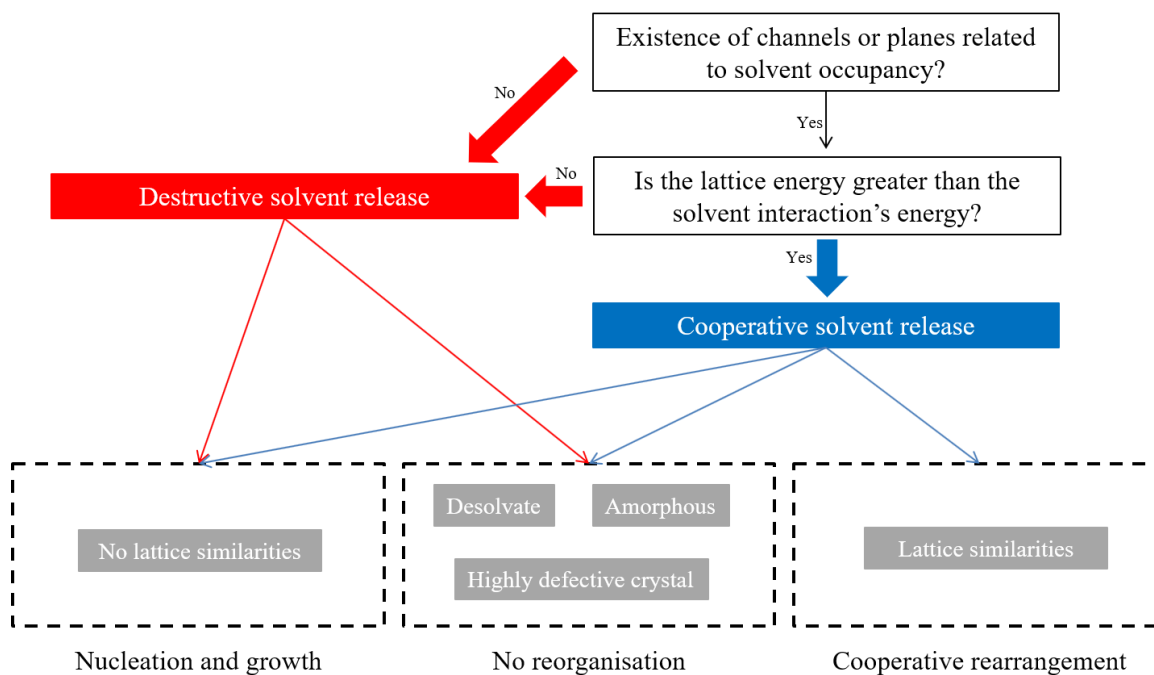 Existence of channels or planes related
to solvent occupancy?
No
Yes
Destructive solvent release
No
Is the lattice energy greater than the
solvent interaction’s energy?
Yes
Cooperative solvent release
Desolvate
Amorphous
No lattice similarities
Highly defective crystal
Lattice similarities
Nucleation and growth
No reorganisation
Cooperative rearrangement